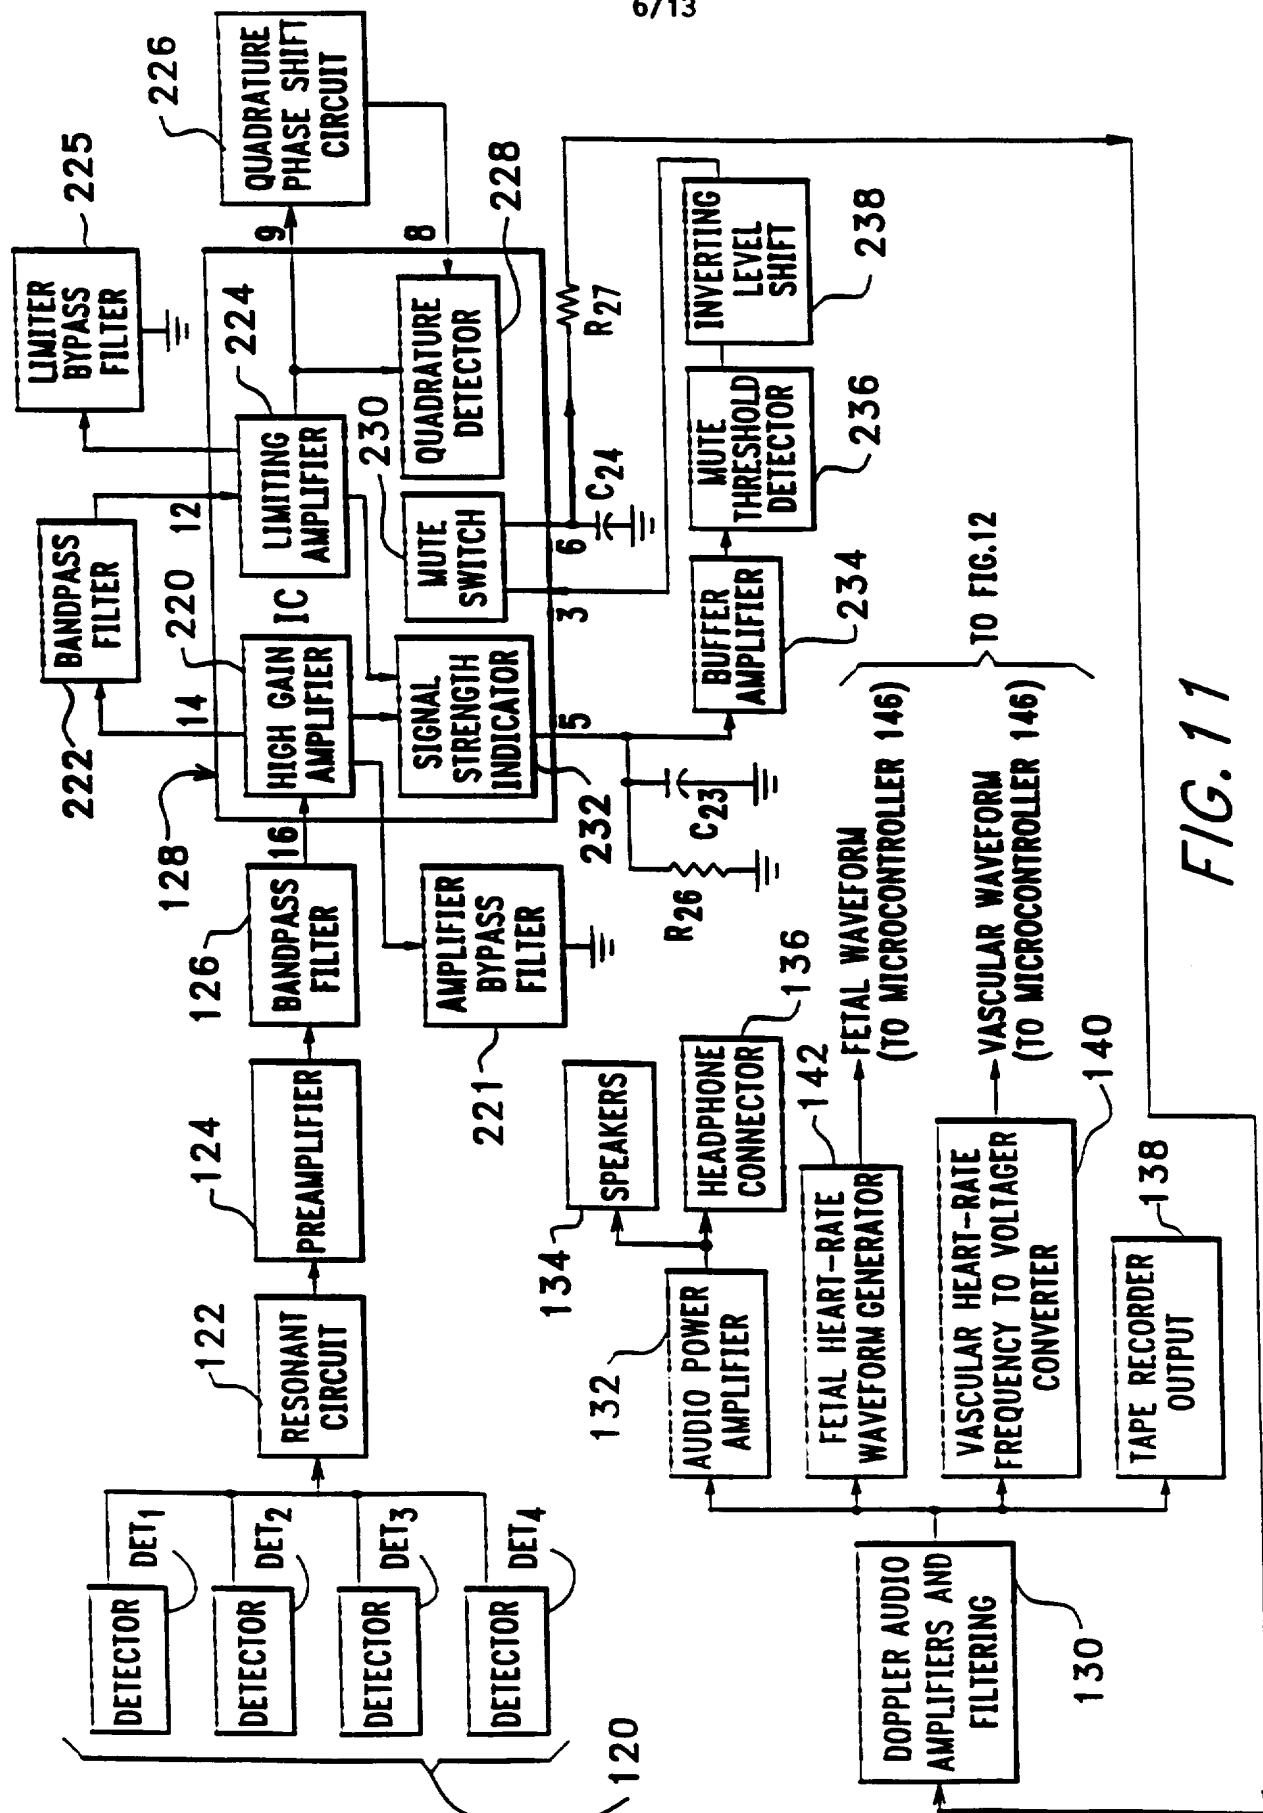 6/13
DETECTOR
DET1
DETECTOR
DET2
DETECTOR
DET3
DETECTOR
DET4
120
RESONANT
CIRCUIT
122
PREAMPLIFIER
124
BANDPASS
FILTER
126
16
128
HIGH GAIN
AMPLIFIER
220
IC
14
BANDPASS
FILTER
222
12
LIMITING
AMPLIFIER
224
LIMITER
BYPASS
FILTER
225
9
QUADRATURE
PHASE SHIFT
CIRCUIT
226
8
QUADRATURE
DETECTOR
228
MUTE
SWITCH
230
SIGNAL
STRENGTH
INDICATOR
232
AMPLIFIER
BYPASS
FILTER
221
5
3
6
C24
R27
R26
C23
BUFFER
AMPLIFIER
234
MUTE
THRESHOLD
DETECTOR
236
INVERTING
LEVEL
SHIFT
238
DOPPLER AUDIO
AMPLIFIERS AND
FILTERING
130
AUDIO POWER
AMPLIFIER
132
SPEAKERS
134
HEADPHONE
CONNECTOR
136
FETAL HEART-RATE
WAVEFORM GENERATOR
142
FETAL WAVEFORM
(TO MICROCONTROLLER 146)
VASCULAR HEART-RATE
FREQUENCY TO VOLTAGER
CONVERTER
140
VASCULAR WAVEFORM
(TO MICROCONTROLLER 146)
TO FIG.12
TAPE RECORDER
OUTPUT
138
FIG. 11